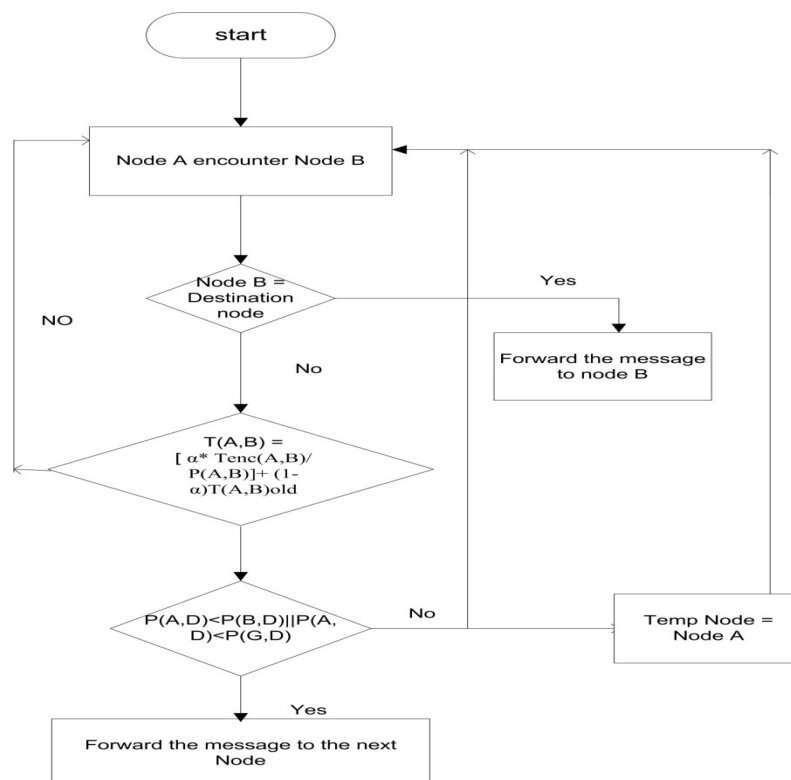 start
Node A encounter Node B
Node B =
Destination
node
Yes
NO
Forward the message
to node B
No
T(A,B) =
[ α* Tenc(A,B)/
P(A,B)]+ (1-
α)T(A,B)old
P(A,D)<P(B,D)||P(A,
D)<P(G,D)
No
Temp Node =
Node A
Yes
Forward the message to the next
Node